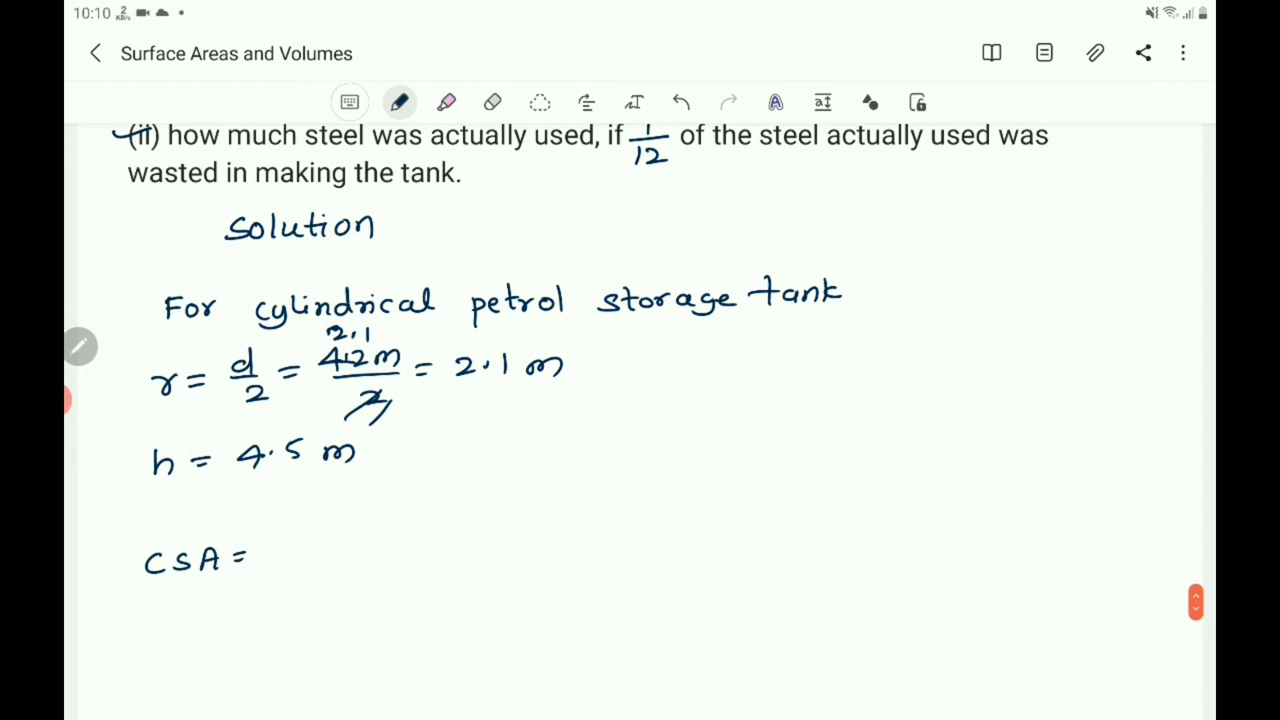 10:10 2 KB/s
Surface Areas and Volumes
(ii) how much steel was actually used, if 1/12 of the steel actually used was
wasted in making the tank.
Solution
For cylindrical petrol storage tank
2.1
r = d/2 = 4.2m/2 = 2.1 m
h = 4.5 m
CSA =